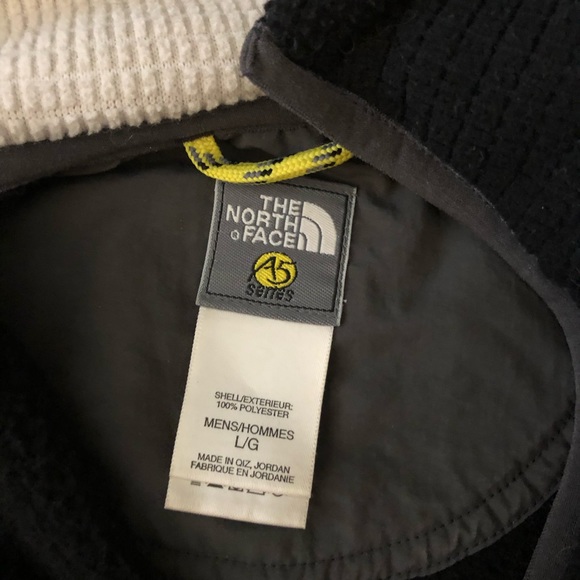 THE
NORTH
FACE
A5
series
SHELL/EXTERIEUR:
100% POLYESTER
MENS/HOMMES
L/G
MADE IN QIZ, JORDAN
FABRIQUE EN JORDANIE